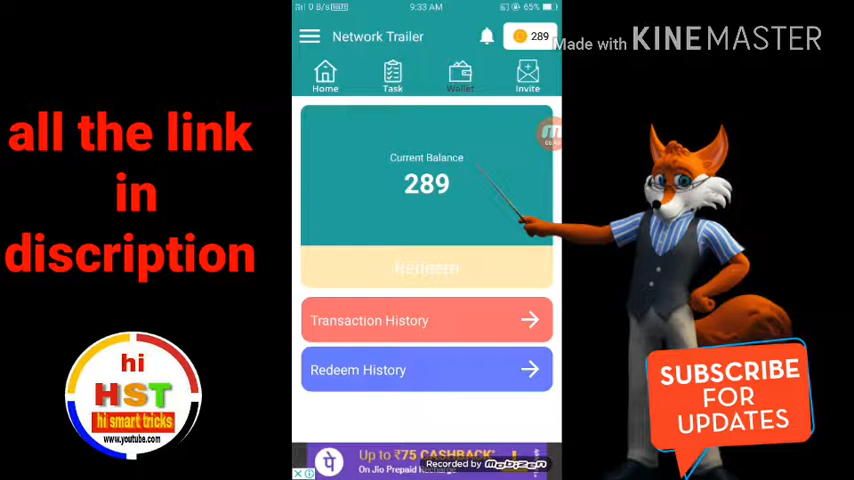 9:33 AM
65%
Network Trailer
289
Made with KINEMASTER
Home
Task
Wallet
Invite
all the link
in
discription
Current Balance
289
Redeem
Transaction History
Redeem History
hi
HST
hi smart tricks
www.youtube.com
SUBSCRIBE
FOR
UPDATES
Up to ₹75 CASHBACK*
On Jio Prepaid Recharge
Recorded by mobizen